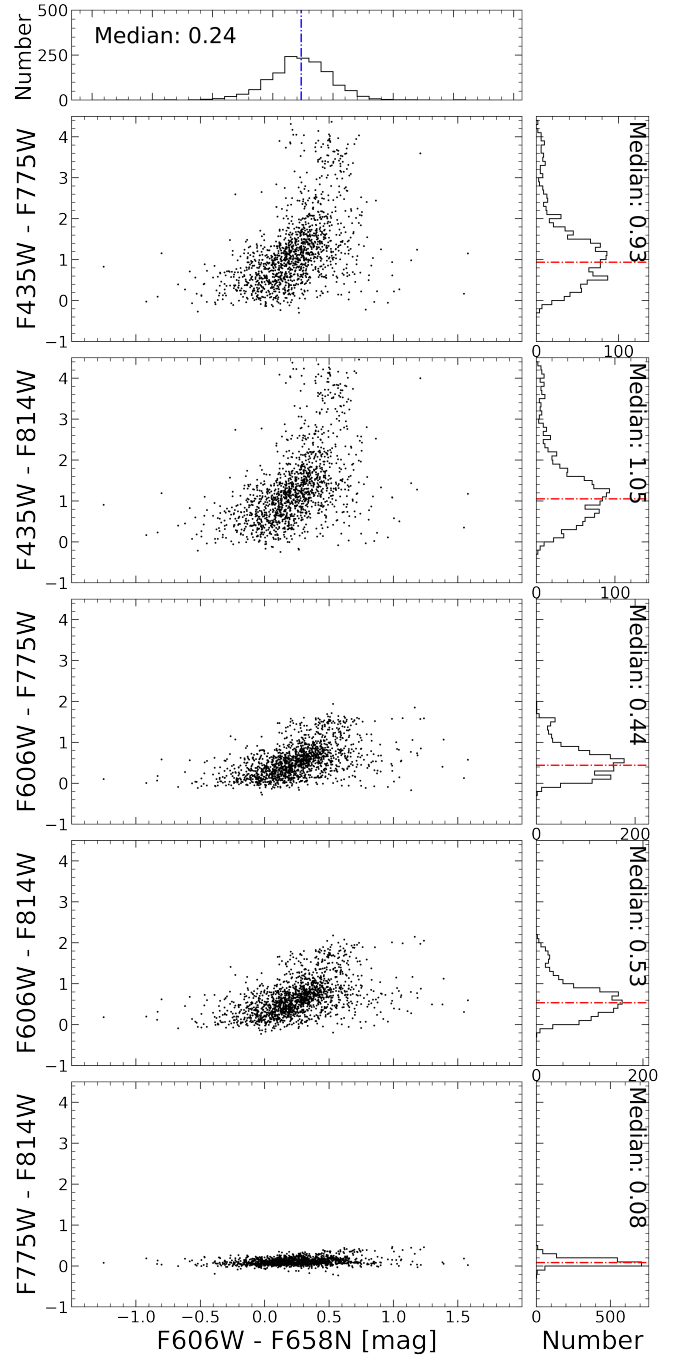 500
250
0
Number
Median: 0.24
4
3
2
1
0
−1
F435W - F775W
Median: 0.93
0 100
4
3
2
1
0
−1
F435W - F814W
Median: 1.05
0 100
4
3
2
1
0
−1
F606W - F775W
Median: 0.44
0 200
4
3
2
1
0
−1
F606W - F814W
Median: 0.53
0 200
4
3
2
1
0
−1
F775W - F814W
Median: 0.08
−1.0 −0.5 0.0 0.5 1.0 1.5 0 500
F606W - F658N [mag] Number